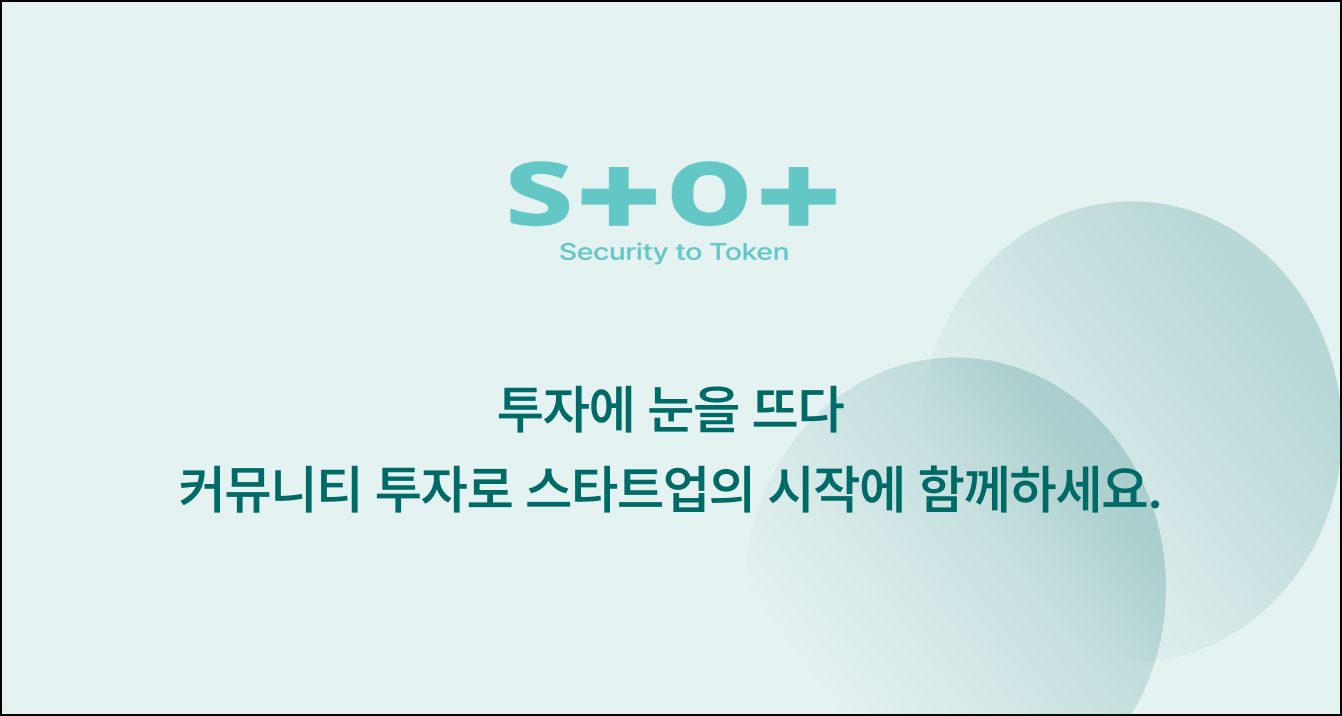 s+o+
Security to Token
투자에 눈을 뜨다
커뮤니티 투자로 스타트업의 시작에 함께하세요.